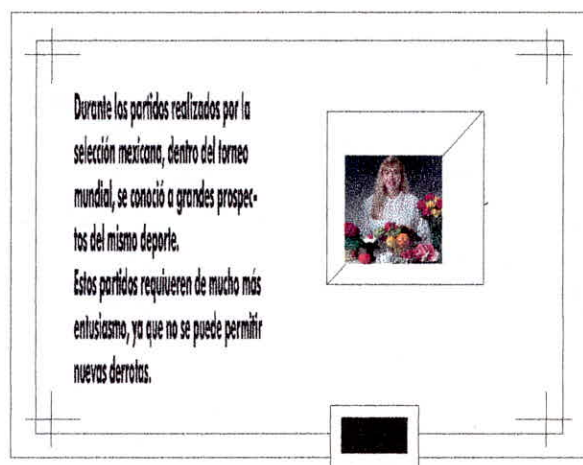 Durante los partidos realizados por la
selección mexicana, dentro del torneo
mundial, se conoció a grandes prospec-
tos del mismo deporte.
Estos partidos requiueren de mucho más
entusiasmo, ya que no se puede permitir
nuevas derrotas.